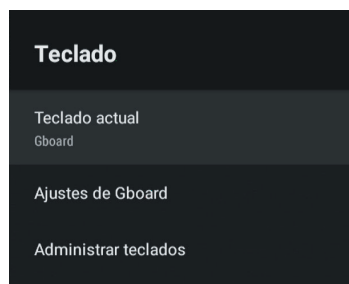 Teclado
Teclado actual
Gboard
Ajustes de Gboard
Administrar teclados